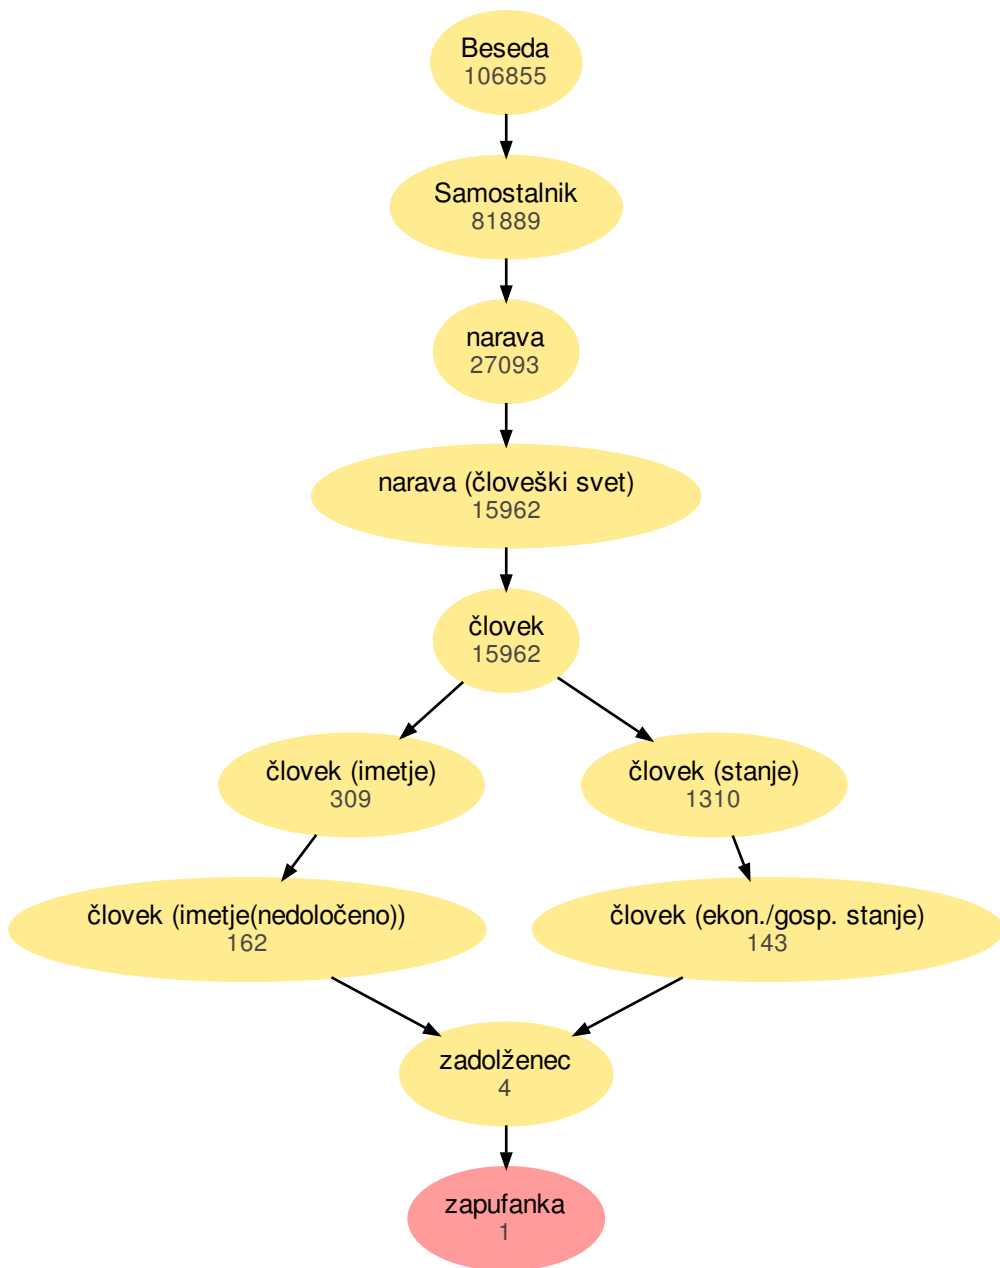 Beseda
106855
Samostalnik
81889
narava
27093
narava (človeški svet)
15962
človek
15962
človek (imetje)
309
človek (stanje)
1310
človek (imetje(nedoločeno))
162
človek (ekon./gosp. stanje)
143
zadolženec
4
zapufanka
1